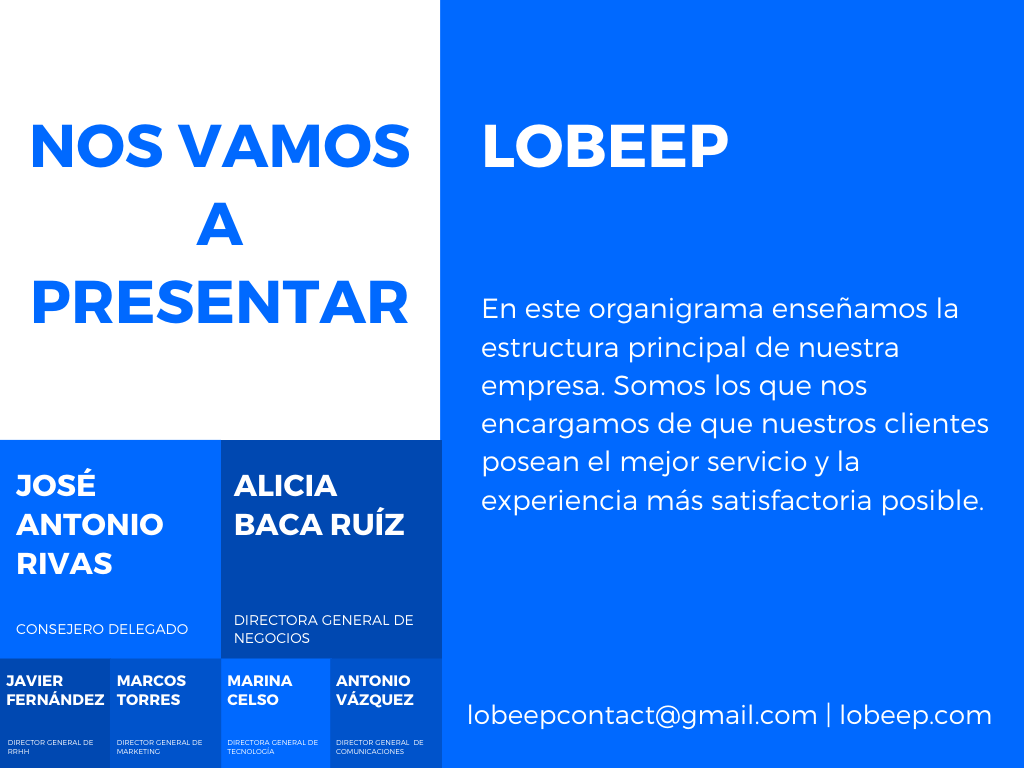 NOS VAMOS
A
PRESENTAR
LOBEEP
En este organigrama enseñamos la
estructura principal de nuestra
empresa. Somos los que nos
encargamos de que nuestros clientes
posean el mejor servicio y la
experiencia más satisfactoria posible.
JOSÉ
ANTONIO
RIVAS
CONSEJERO DELEGADO
ALICIA
BACA RUÍZ
DIRECTORA GENERAL DE
NEGOCIOS
JAVIER
FERNÁNDEZ
DIRECTOR GENERAL DE
RRHH
MARCOS
TORRES
DIRECTOR GENERAL DE
MARKETING
MARINA
CELSO
DIRECTORA GENERAL DE
TECNOLOGÍA
ANTONIO
VÁZQUEZ
DIRECTOR GENERAL DE
COMUNICACIONES
lobeepcontact@gmail.com | lobeep.com